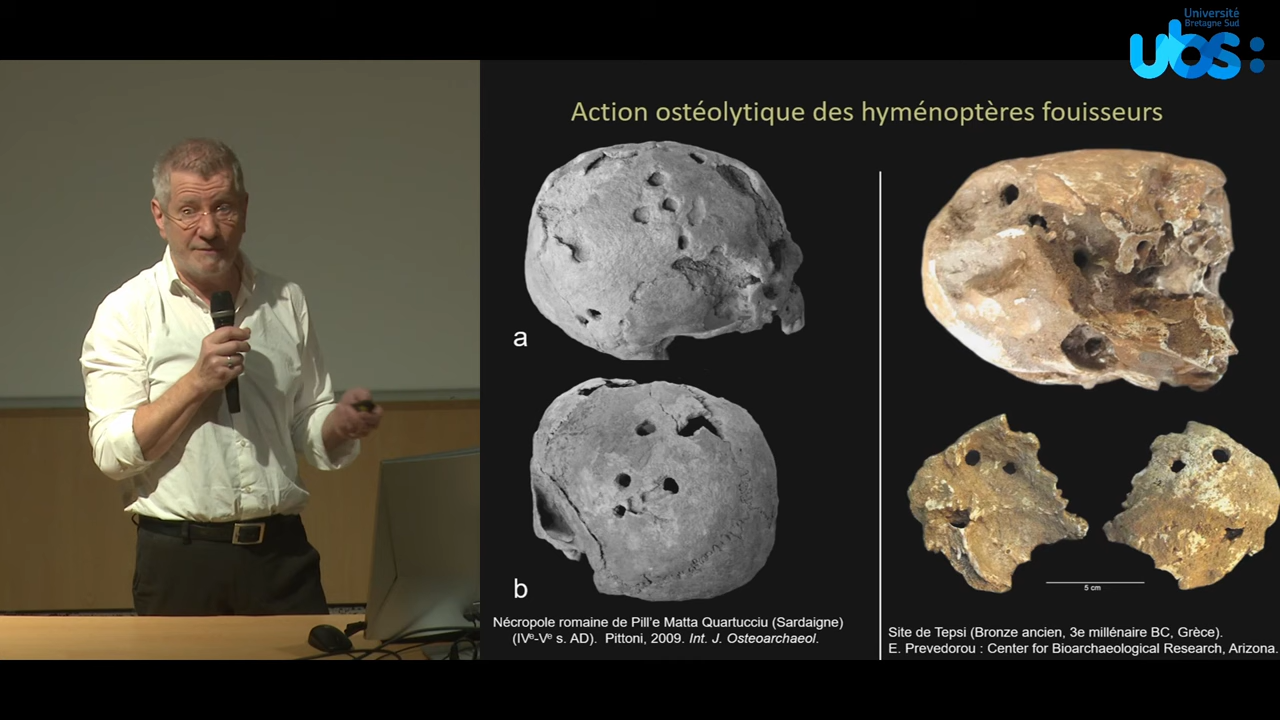 Université
Bretagne Sud
ubs:
Action ostéolytique des hyménoptères fouisseurs
a
b
5 cm
Nécropole romaine de Pill'e Matta Quartucciu (Sardaigne)
(IVᵉ-Vᵉ s. AD). Pittoni, 2009. Int. J. Osteoarchaeol.
Site de Tepsi (Bronze ancien, 3e millénaire BC, Grèce).
E. Prevedorou : Center for Bioarchaeological Research, Arizona.